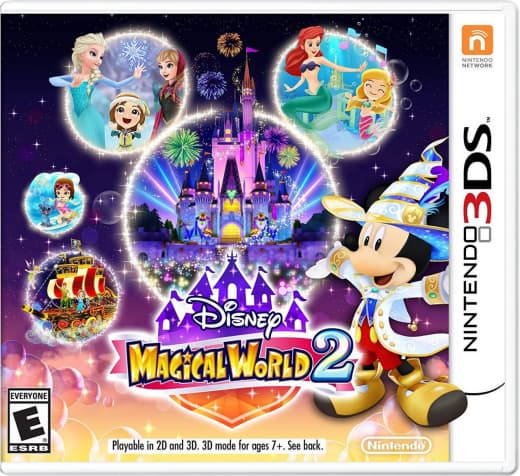 NINTENDO
NETWORK
NINTENDO 3DS™
Disney
MAGICAL WORLD 2
EVERYONE
E
ESRB
Playable in 2D and 3D. 3D mode for ages 7+. See back.
Nintendo